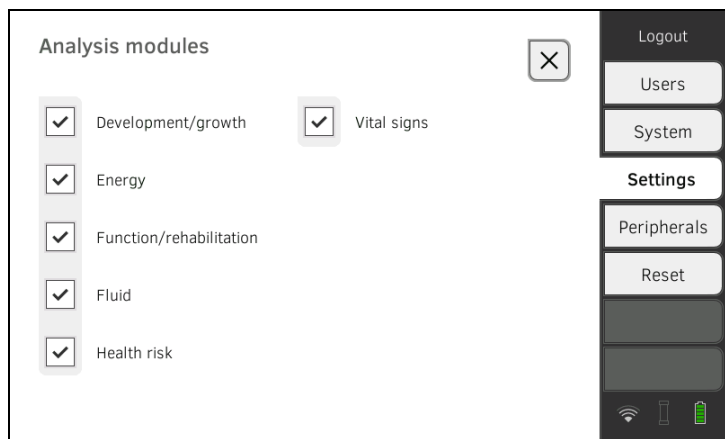 Analysis modules
Development/growth
Vital signs
Energy
Function/rehabilitation
Fluid
Health risk
Logout
Users
System
Settings
Peripherals
Reset